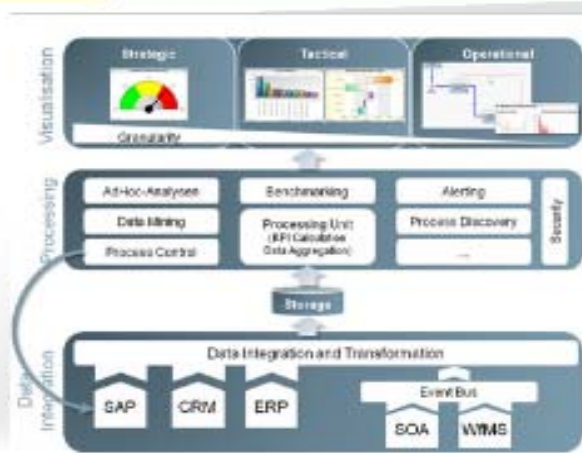 Visualisation
Strategic
Tactical
Operational
Granularity
Processing
Ad-Hoc-Analysen
Benchmarking
Alerting
Data Mining
Processing Unit
(KPI Calculation
Data Aggregation)
Process Discovery
Process Control
...
Security
Storage
Data
Integration
Data Integration and Transformation
Event Bus
SAP
CRM
ERP
SOA
WfMS